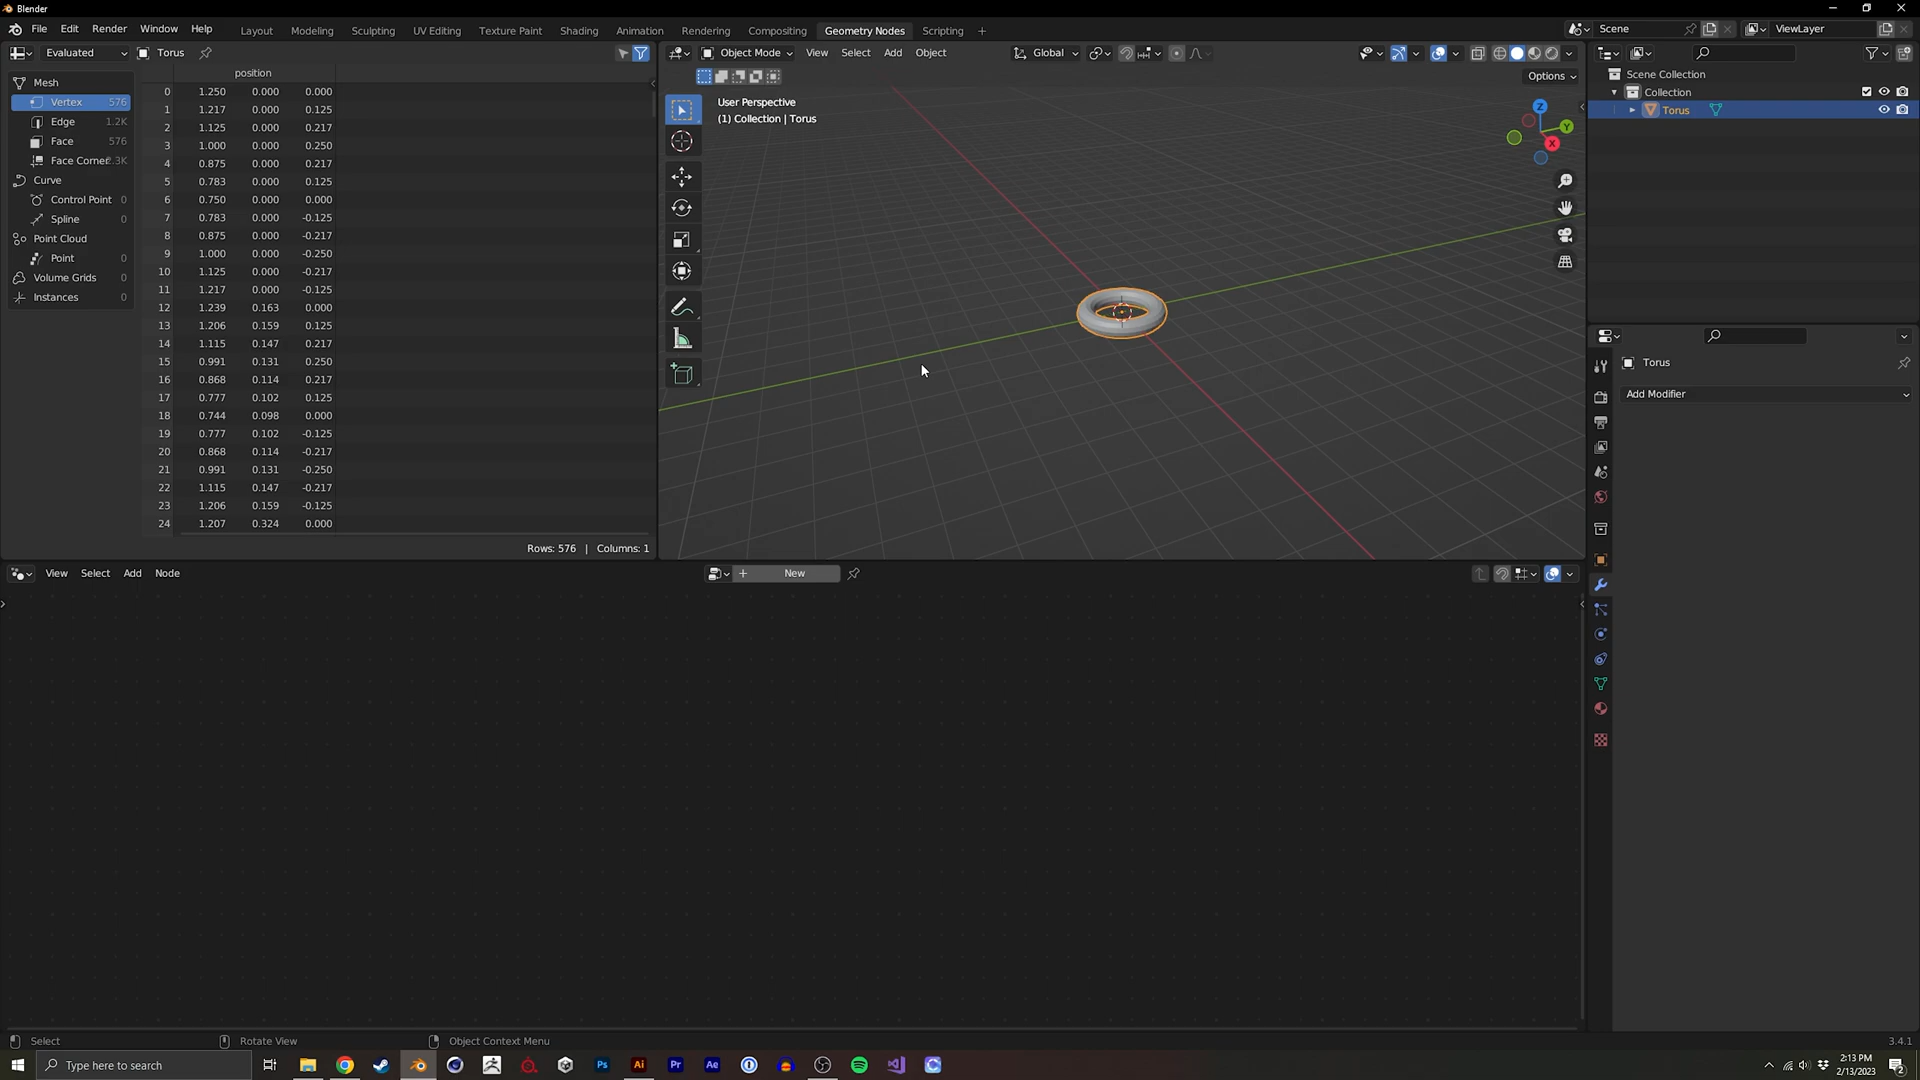 Blender
File Edit Render Window Help
Layout Modeling Sculpting UV Editing Texture Paint Shading Animation Rendering Compositing Geometry Nodes Scripting
Scene
ViewLayer
Evaluated
Torus
Object Mode View Select Add Object
Global
Options
Mesh
Vertex 576
Edge 1.2K
Face 576
Face Corner 2.3K
Curve
Control Point 0
Spline 0
Point Cloud
Point 0
Volume Grids 0
Instances 0
position
0 1.250 0.000 0.000
1 1.217 0.000 0.125
2 1.125 0.000 0.217
3 1.000 0.000 0.250
4 0.875 0.000 0.217
5 0.783 0.000 0.125
6 0.750 0.000 0.000
7 0.783 0.000 -0.125
8 0.875 0.000 -0.217
9 1.000 0.000 -0.250
10 1.125 0.000 -0.217
11 1.217 0.000 -0.125
12 1.239 0.163 0.000
13 1.206 0.159 0.125
14 1.115 0.147 0.217
15 0.991 0.131 0.250
16 0.868 0.114 0.217
17 0.777 0.102 0.125
18 0.744 0.098 0.000
19 0.777 0.102 -0.125
20 0.868 0.114 -0.217
21 0.991 0.131 -0.250
22 1.115 0.147 -0.217
23 1.206 0.159 -0.125
24 1.207 0.324 0.000
Rows: 576 | Columns: 1
User Perspective
(1) Collection | Torus
Z
Y
X
Scene Collection
Collection
Torus
Torus
Add Modifier
View Select Add Node
New
Select
Rotate View
Object Context Menu
3.4.1
Type here to search
Ps
Ai
Pr
Ae
2:13 PM
2/13/2023
2